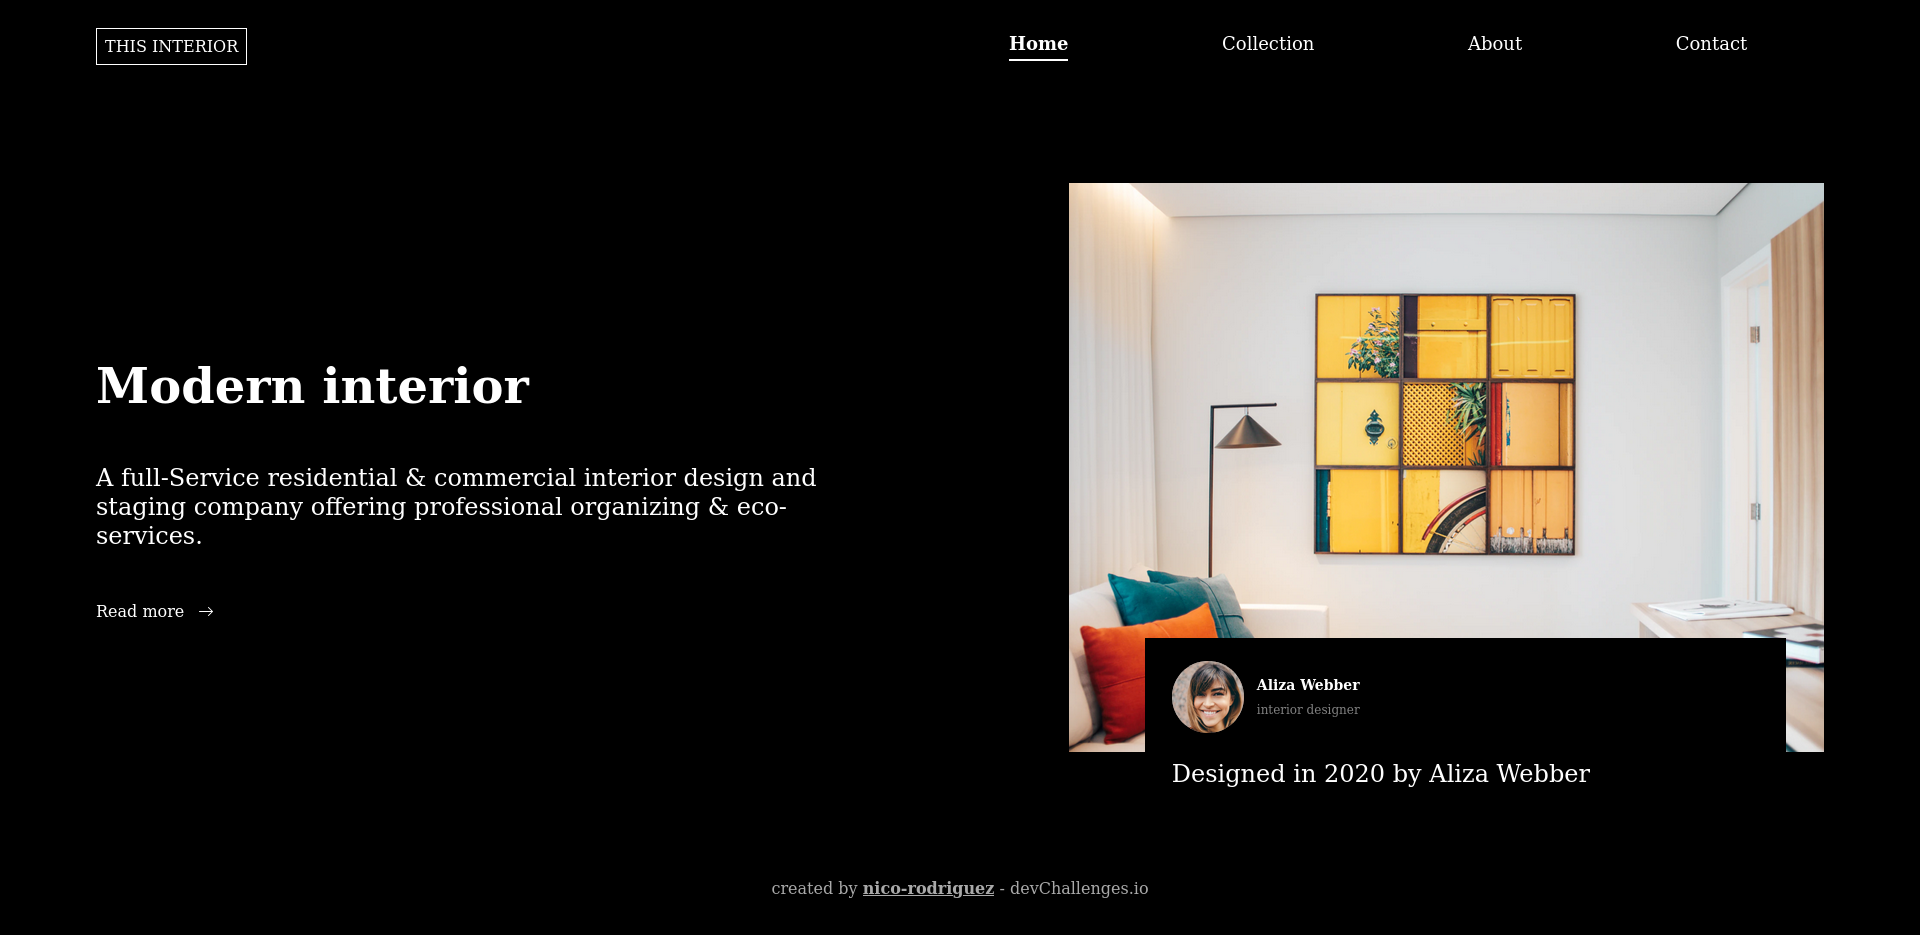 THIS INTERIOR
Home
Collection
About
Contact
Modern interior
A full-Service residential & commercial interior design and
staging company offering professional organizing & eco-
services.
Read more →
Aliza Webber
interior designer
Designed in 2020 by Aliza Webber
created by nico-rodriguez - devChallenges.io